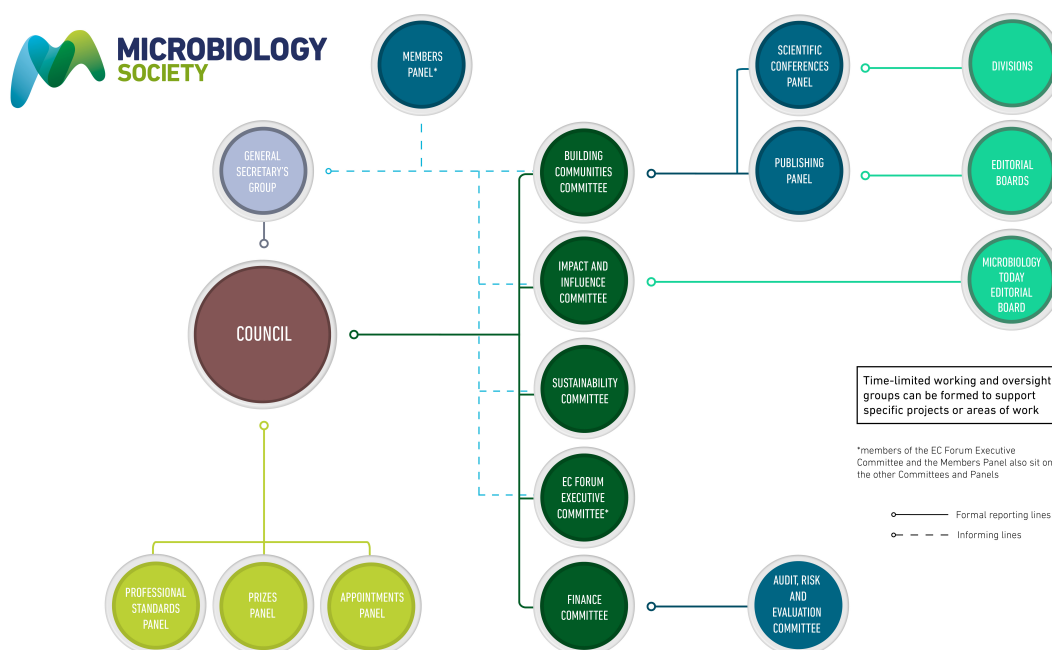 MICROBIOLOGY
SOCIETY
MEMBERS
PANEL*
SCIENTIFIC
CONFERENCES
PANEL
DIVISIONS
GENERAL
SECRETARY'S
GROUP
BUILDING
COMMUNITIES
COMMITTEE
PUBLISHING
PANEL
EDITORIAL
BOARDS
IMPACT AND
INFLUENCE
COMMITTEE
MICROBIOLOGY
TODAY
EDITORIAL
BOARD
COUNCIL
SUSTAINABILITY
COMMITTEE
Time-limited working and oversight
groups can be formed to support
specific projects or areas of work
*members of the EC Forum Executive
Committee and the Members Panel also sit on
the other Committees and Panels
EC FORUM
EXECUTIVE
COMMITTEE*
Formal reporting lines
Informing lines
PROFESSIONAL
STANDARDS
PANEL
PRIZES
PANEL
APPOINTMENTS
PANEL
FINANCE
COMMITTEE
AUDIT, RISK
AND
EVALUATION
COMMITTEE